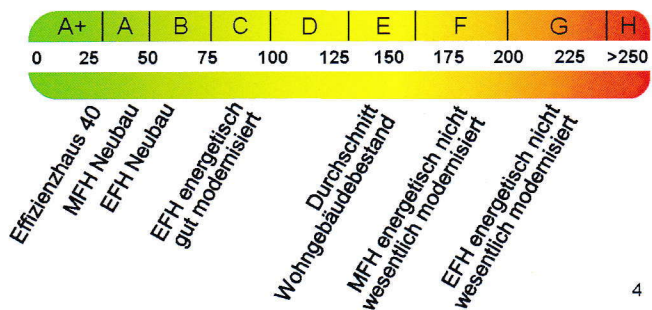 A+ A B C D E F G H
0 25 50 75 100 125 150 175 200 225 >250
Effizienzhaus 40
MFH Neubau
EFH Neubau
EFH energetisch
gut modernisiert
Durchschnitt
Wohngebäudebestand
MFH energetisch nicht
wesentlich modernisiert
EFH energetisch nicht
wesentlich modernisiert
4